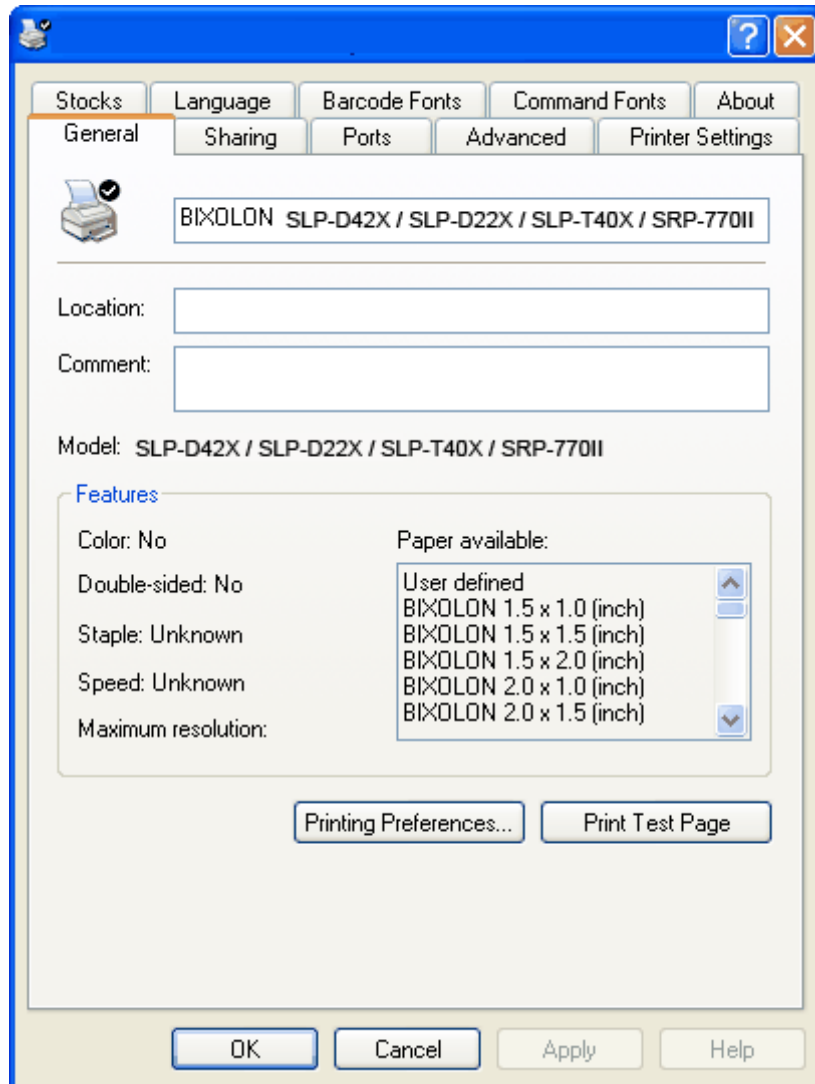 ?
Stocks Language Barcode Fonts Command Fonts About
General Sharing Ports Advanced Printer Settings
BIXOLON SLP-D42X / SLP-D22X / SLP-T40X / SRP-770II
Location:
Comment:
Model: SLP-D42X / SLP-D22X / SLP-T40X / SRP-770II
Features
Color: No
Double-sided: No
Staple: Unknown
Speed: Unknown
Maximum resolution:
Paper available:
User defined
BIXOLON 1.5 x 1.0 (inch)
BIXOLON 1.5 x 1.5 (inch)
BIXOLON 1.5 x 2.0 (inch)
BIXOLON 2.0 x 1.0 (inch)
BIXOLON 2.0 x 1.5 (inch)
Printing Preferences... Print Test Page
OK Cancel Apply Help